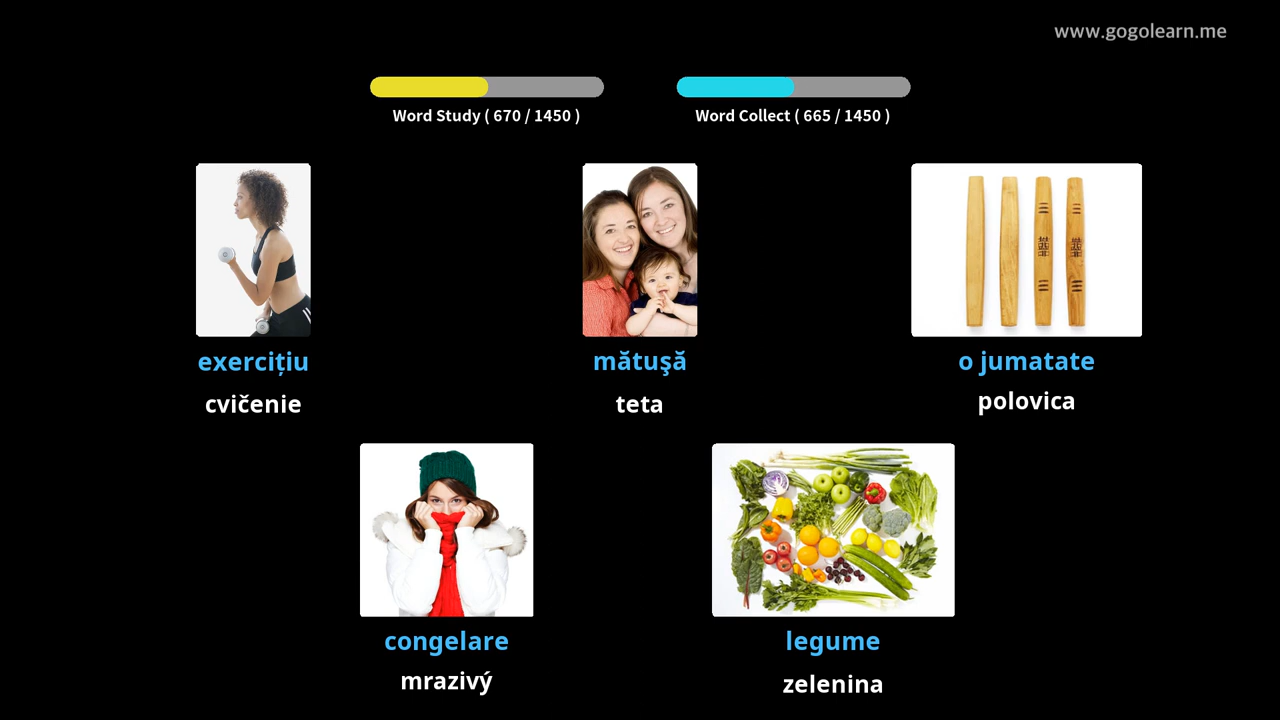 www.gogolearn.me
Word Study ( 670 / 1450 )
Word Collect ( 665 / 1450 )
exercițiu
mătuşă
o jumatate
cvičenie
teta
polovica
congelare
legume
mrazivý
zelenina